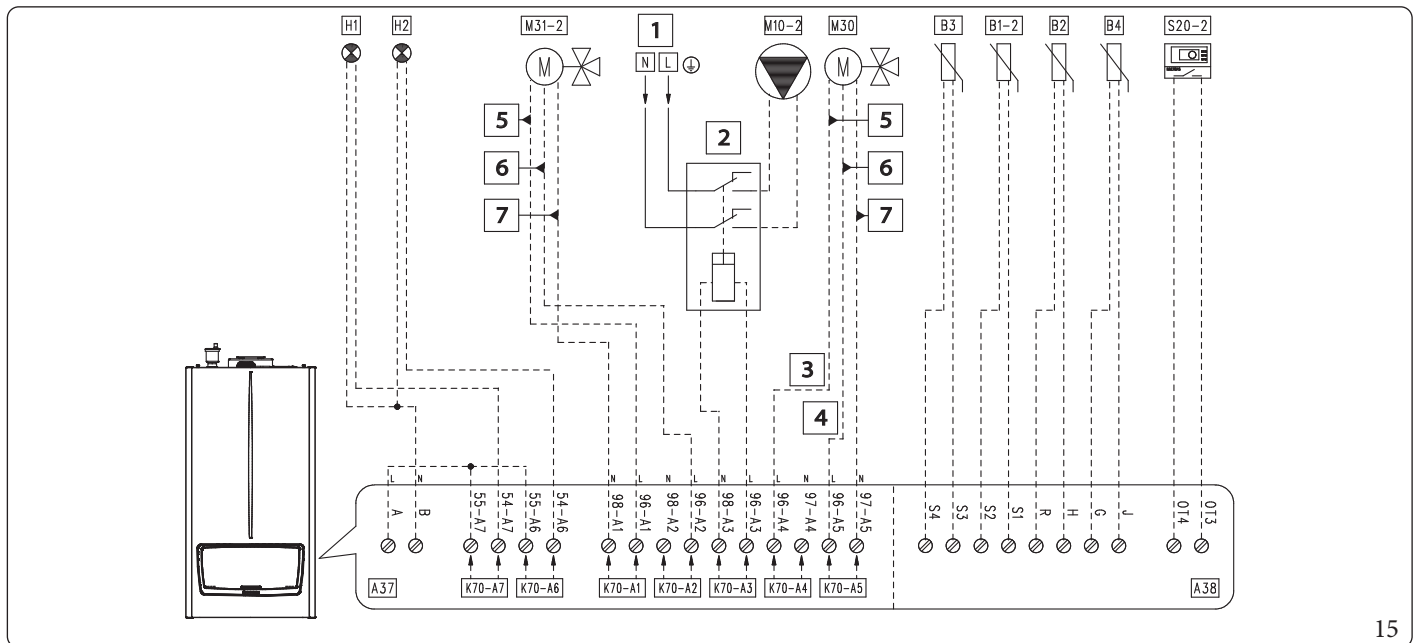 H1 H2 M31-2 1 M10-2 M30 B3 B1-2 B2 B4 S20-2
N L
M M
5 2 5
6 6
7 7
3
4
L N N L N L N L L N L N
A B 55-A7 54-A7 55-A6 54-A6 98-A1 96-A1 98-A2 96-A2 98-A3 96-A3 96-A4 97-A4 96-A5 97-A5 S4 S3 S2 S1 R H G J OT4 OT3
A37 K70-A7 K70-A6 K70-A1 K70-A2 K70-A3 K70-A4 K70-A5 A38
15